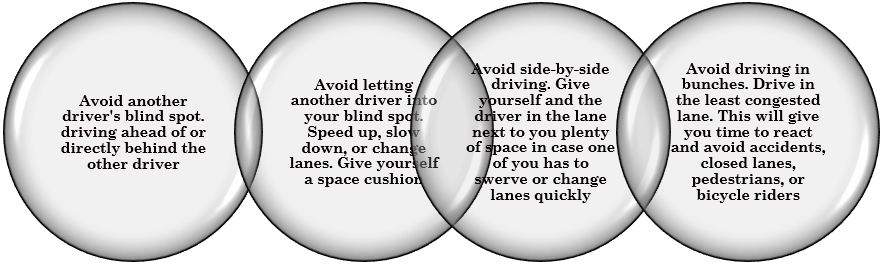 Avoid another
driver's blind spot.
driving ahead of or
directly behind the
other driver
Avoid letting
another driver into
your blind spot.
Speed up, slow
down, or change
lanes. Give yourself
a space cushion
Avoid side-by-side
driving. Give
yourself and the
driver in the lane
next to you plenty
of space in case one
of you has to
swerve or change
lanes quickly
Avoid driving in
bunches. Drive in
the least congested
lane. This will give
you time to react
and avoid accidents,
closed lanes,
pedestrians, or
bicycle riders